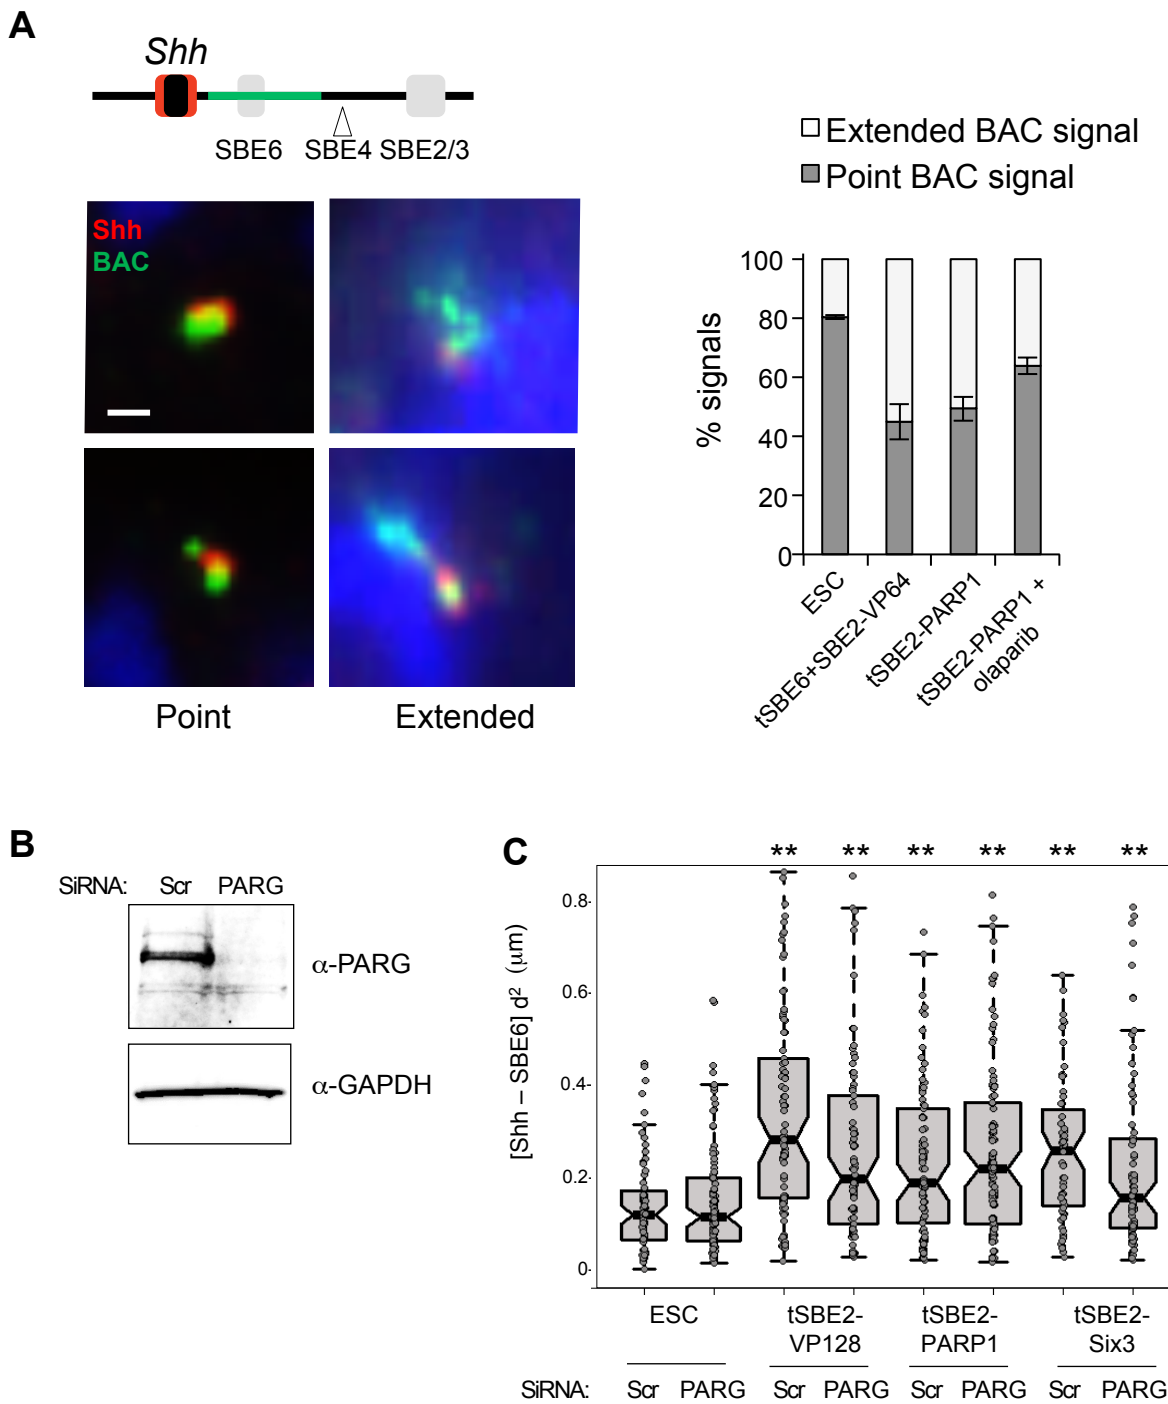 A
Shh
SBE6 SBE4 SBE2/3
Shh
BAC
Point Extended
Extended BAC signal
Point BAC signal
% signals
100
80
60
40
20
0
ESC
tSBE6+SBE2-VP64
tSBE2-PARP1
tSBE2-PARP1 +
olaparib
B
SiRNA: Scr PARG
α-PARG
α-GAPDH
C
** ** ** ** ** **
[Shh – SBE6] d² (μm)
0.8
0.6
0.4
0.2
0
ESC
tSBE2-
VP128
tSBE2-
PARP1
tSBE2-
Six3
SiRNA: Scr PARG Scr PARG Scr PARG Scr PARG